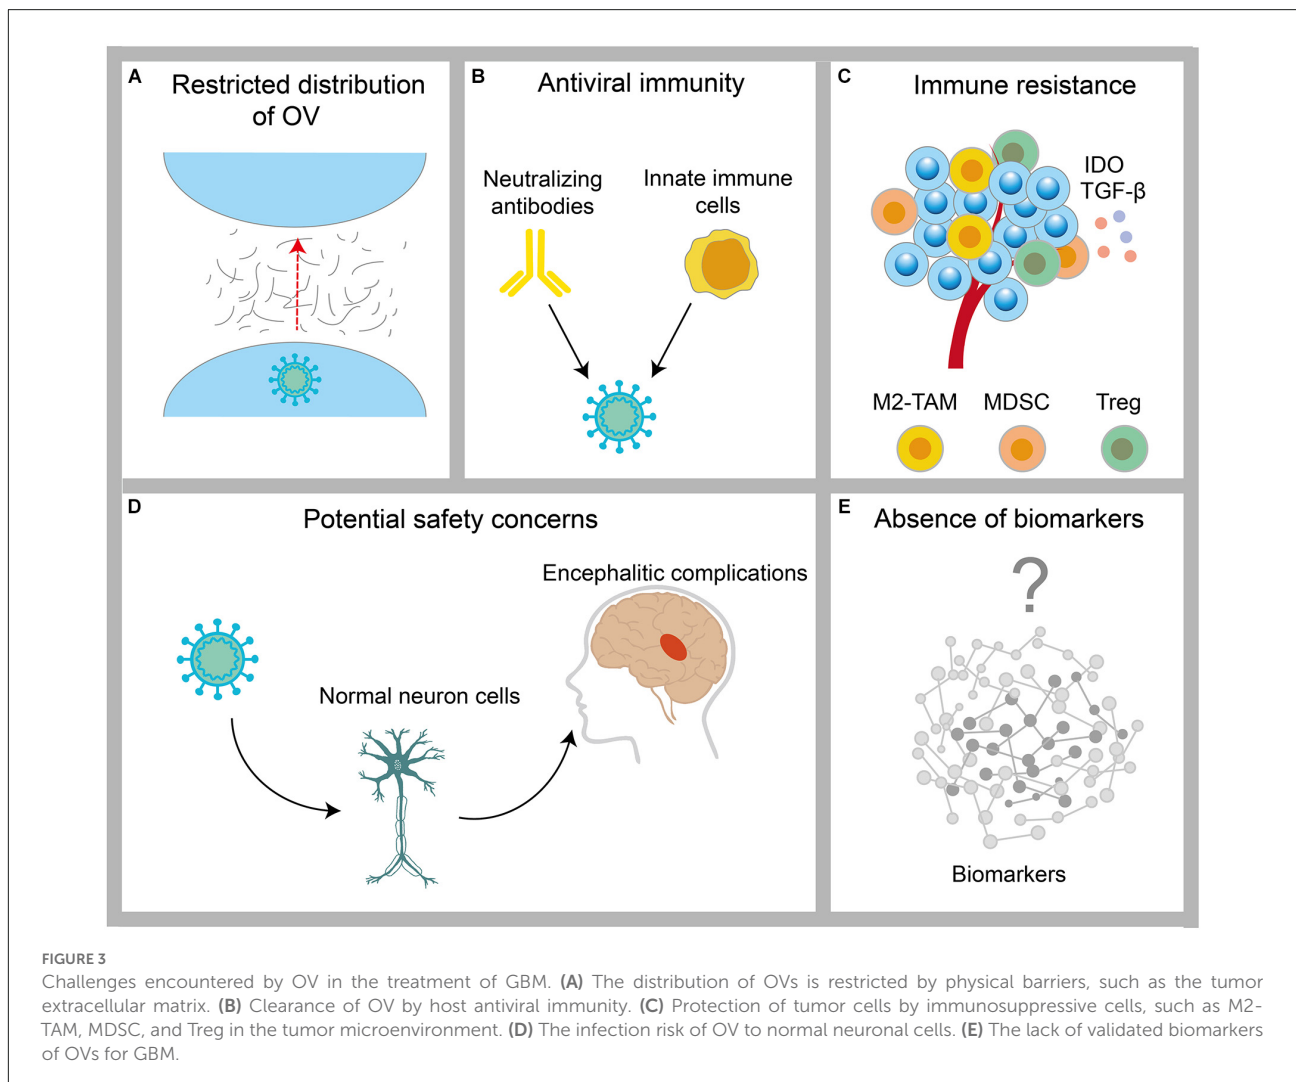 A
Restricted distribution
of OV
B
Antiviral immunity
Neutralizing
antibodies
Innate immune
cells
C
Immune resistance
IDO
TGF-β
M2-TAM
MDSC
Treg
D
Potential safety concerns
Encephalitic complications
Normal neuron cells
E
Absence of biomarkers
?
Biomarkers
FIGURE 3
Challenges encountered by OV in the treatment of GBM. (A) The distribution of OVs is restricted by physical barriers, such as the tumor
extracellular matrix. (B) Clearance of OV by host antiviral immunity. (C) Protection of tumor cells by immunosuppressive cells, such as M2-
TAM, MDSC, and Treg in the tumor microenvironment. (D) The infection risk of OV to normal neuronal cells. (E) The lack of validated biomarkers
of OVs for GBM.